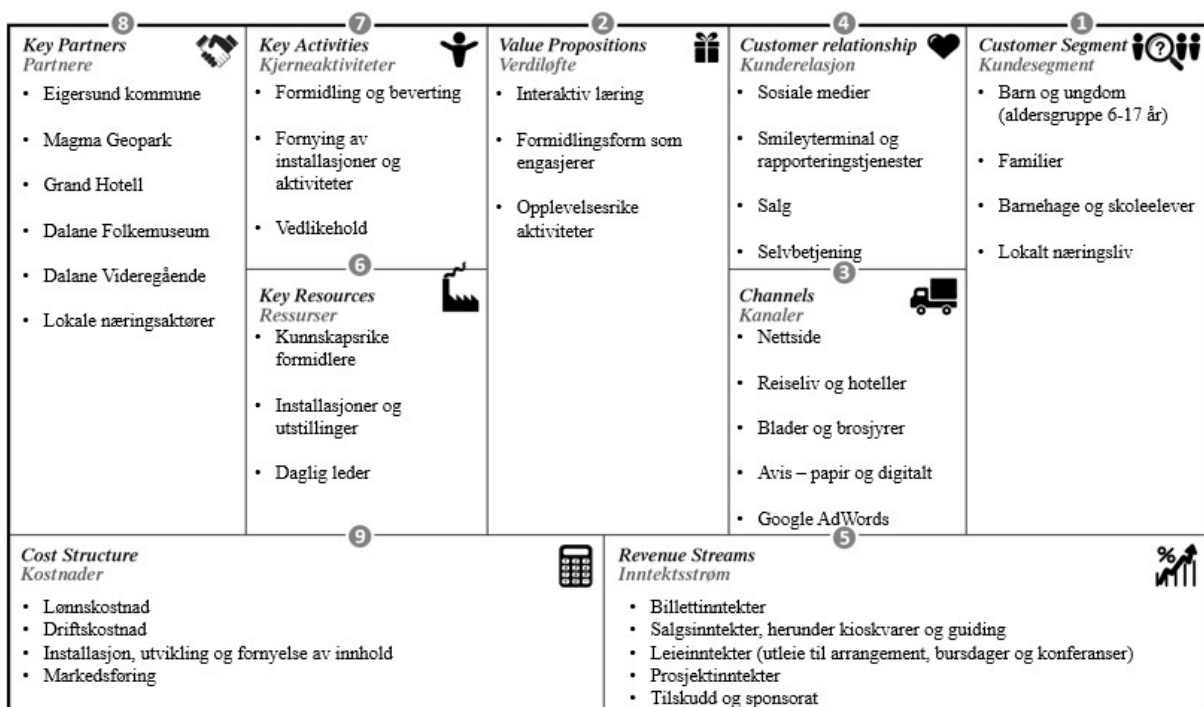 8
Key Partners
Partnere
• Eigersund kommune
• Magma Geopark
• Grand Hotell
• Dalane Folkemuseum
• Dalane Videregående
• Lokale næringsaktører
7
Key Activities
Kjerneaktiviteter
• Formidling og beverting
• Fornying av
installasjoner og
aktiviteter
• Vedlikehold
6
Key Resources
Ressurser
• Kunnskapsrike
formidlere
• Installasjoner og
utstillinger
• Daglig leder
2
Value Propositions
Verdiløfte
• Interaktiv læring
• Formidlingsform som
engasjerer
• Opplevelsesrike
aktiviteter
4
Customer relationship
Kunderelasjon
• Sosiale medier
• Smileyterminal og
rapporteringstjenester
• Salg
• Selvbetjening
3
Channels
Kanaler
• Nettside
• Reiseliv og hoteller
• Blader og brosjyrer
• Avis – papir og digitalt
• Google AdWords
1
Customer Segment
Kundesegment
?
• Barn og ungdom
(aldersgruppe 6-17 år)
• Familier
• Barnehage og skoleelever
• Lokalt næringsliv
9
Cost Structure
Kostnader
• Lønnskostnad
• Driftskostnad
• Installasjon, utvikling og fornyelse av innhold
• Markedsføring
5
Revenue Streams
Inntektsstrøm
%
• Billettinntekter
• Salgsinntekter, herunder kioskvarer og guiding
• Leieinntekter (utleie til arrangement, bursdager og konferanser)
• Prosjektinntekter
• Tilskudd og sponsorat